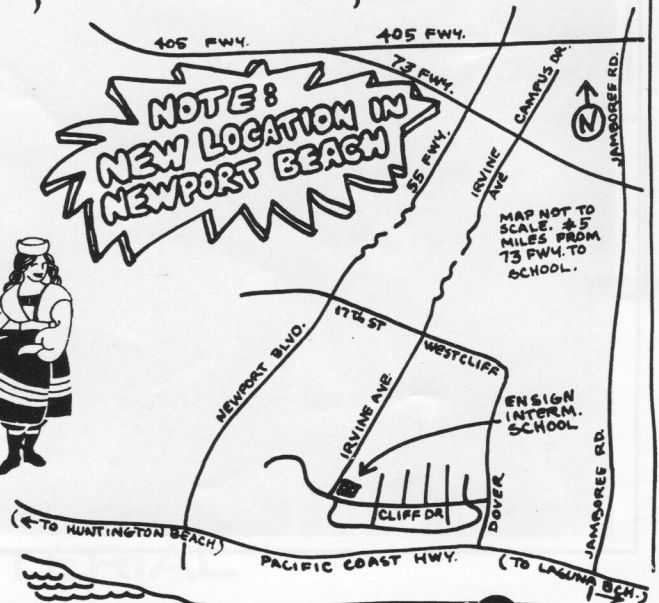 405 FWY.
405 FWY.
73 FWY.
CAMPUS DR.
JAMBOREE RD.
N
NOTE:
NEW LOCATION IN
NEWPORT BEACH
55 FWY.
IRVINE
AVE
MAP NOT TO
SCALE. ±5
MILES FROM
73 FWY. TO
SCHOOL.
17th ST
WESTCLIFF
NEWPORT BLVD.
IRVINE AVE.
ENSIGN
INTERM.
SCHOOL
CLIFF DR
DOVER
JAMBOREE RD.
(← TO HUNTINGTON BEACH)
PACIFIC COAST HWY.
(TO LAGUNA BCH.)